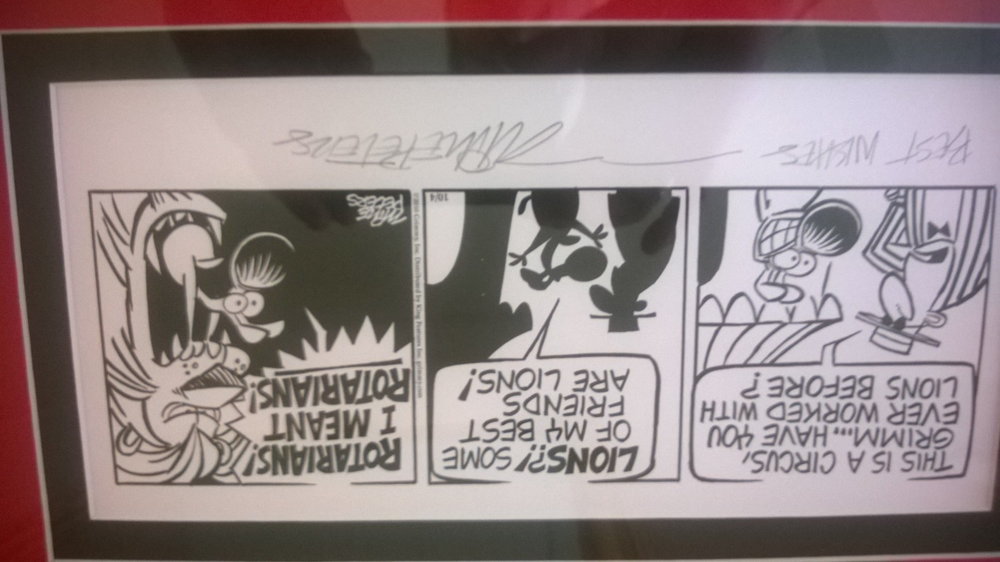 THIS IS A CIRCUS,
GRIMM... HAVE YOU
EVER WORKED WITH
LIONS BEFORE?
LIONS?! SOME
OF MY BEST
FRIENDS
ARE LIONS!
10/4
©2010 Grimmy, Inc. Distributed by King Features Inc. grimmy.com
ROTARIANS!
I MEANT
ROTARIANS!
MIKE
PETERS
BEST WISHES
MIKE PETERS